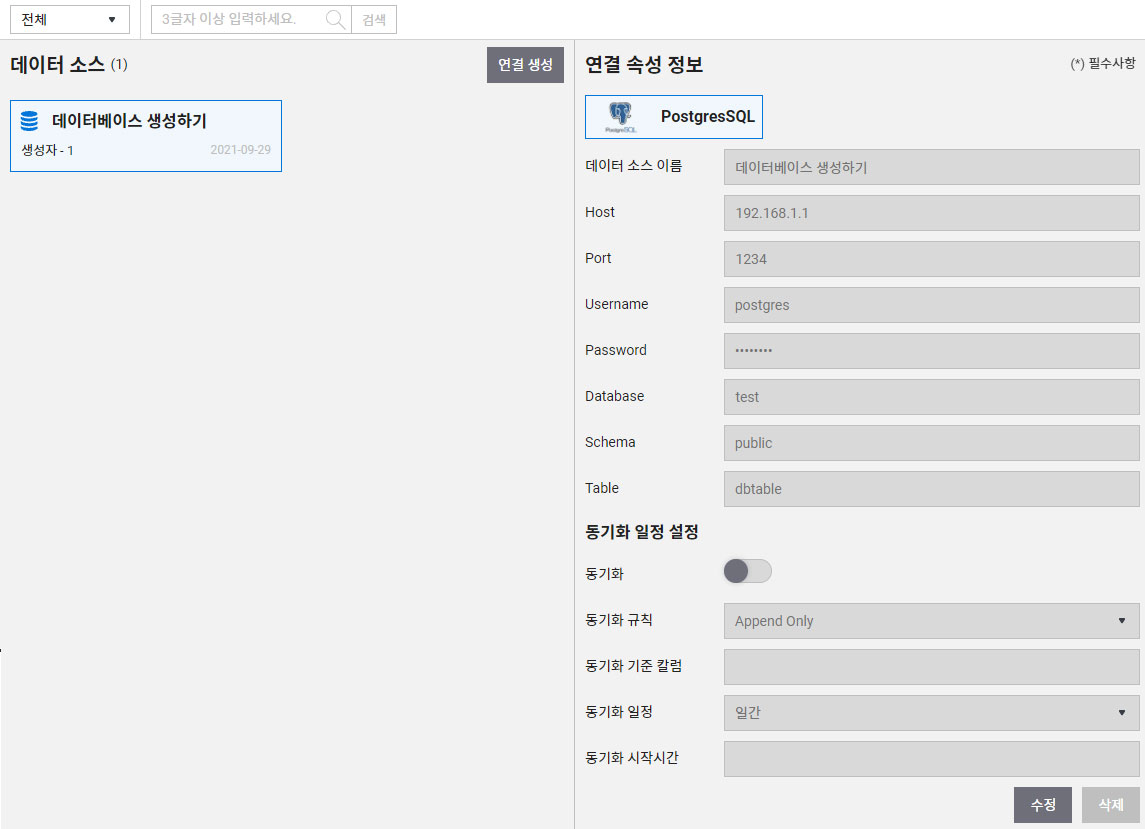 전체
3글자 이상 입력하세요.
검색
데이터 소스 (1)
연결 생성
데이터베이스 생성하기
생성자 - 1
2021-09-29
연결 속성 정보
(*) 필수사항
PostgreSQL
PostgresSQL
데이터 소스 이름
데이터베이스 생성하기
Host
192.168.1.1
Port
1234
Username
postgres
Password
••••••••
Database
test
Schema
public
Table
dbtable
동기화 일정 설정
동기화
동기화 규칙
Append Only
동기화 기준 칼럼
동기화 일정
일간
동기화 시작시간
수정
삭제